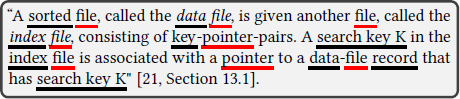 "A sorted file, called the data file, is given another file, called the
index file, consisting of key-pointer-pairs. A search key K in the
index file is associated with a pointer to a data-file record that
has search key K" [21, Section 13.1].